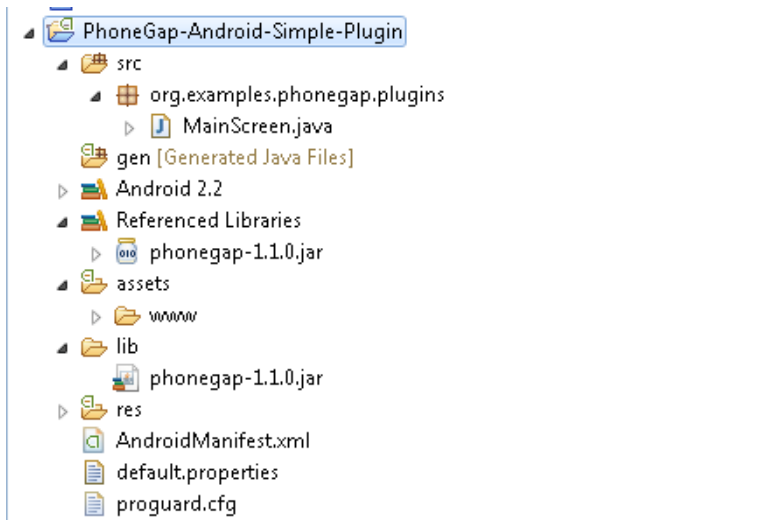 PhoneGap-Android-Simple-Plugin
src
org.examples.phonegap.plugins
MainScreen.java
gen [Generated Java Files]
Android 2.2
Referenced Libraries
phonegap-1.1.0.jar
assets
www
lib
phonegap-1.1.0.jar
res
AndroidManifest.xml
default.properties
proguard.cfg